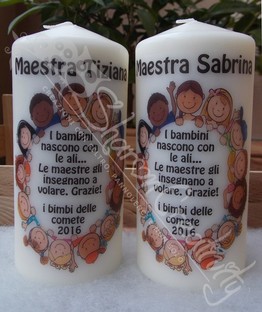 Maestra Tiziana
I bambini
nascono con
le ali...
Le maestre gli
insegnano a
volare. Grazie!
i bimbi delle
comete
2016
Maestra Sabrina
I bambini
nascono con
le ali...
Le maestre gli
insegnano a
volare. Grazie!
i bimbi delle
comete
2016